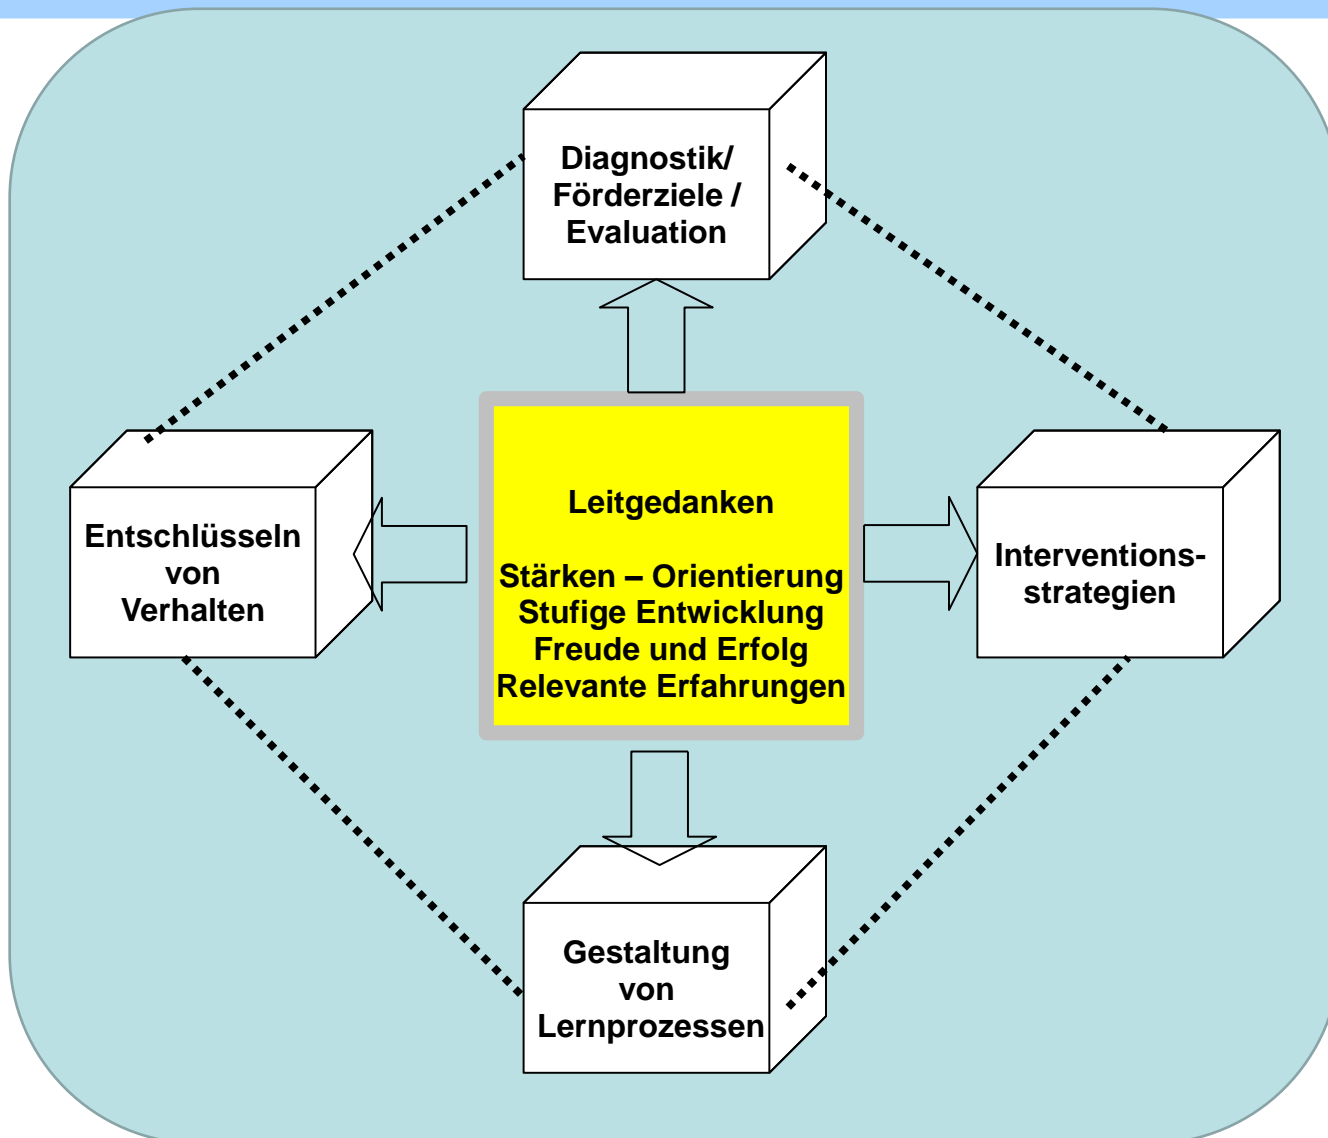 Diagnostik/
Förderziele /
Evaluation
Entschlüsseln
von
Verhalten
Leitgedanken
Stärken – Orientierung
Stufige Entwicklung
Freude und Erfolg
Relevante Erfahrungen
Interventions-
strategien
Gestaltung
von
Lernprozessen